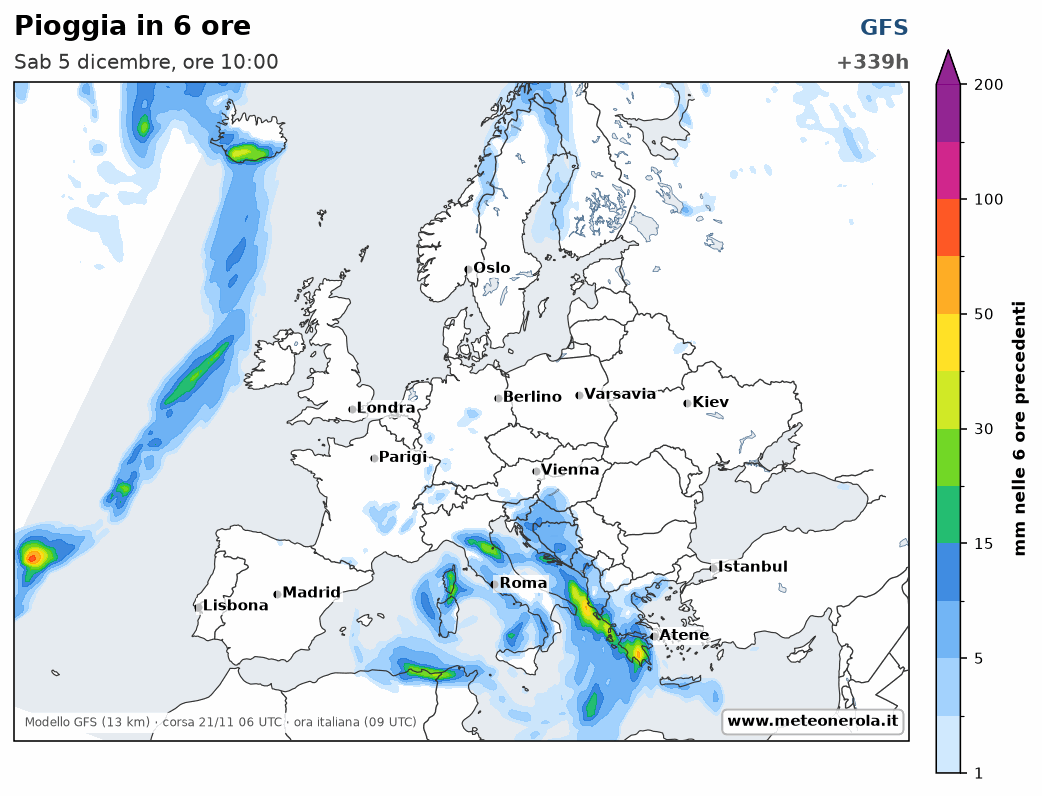 Pioggia in 6 ore
GFS
Sab 5 dicembre, ore 10:00
+339h
200
100
50
30
15
5
1
mm nelle 6 ore precedenti
Oslo
Londra
Berlino
Varsavia
Kiev
Parigi
Vienna
Istanbul
Roma
Madrid
Lisbona
Atene
Modello GFS (13 km) · corsa 21/11 06 UTC · ora italiana (09 UTC)
www.meteonerola.it